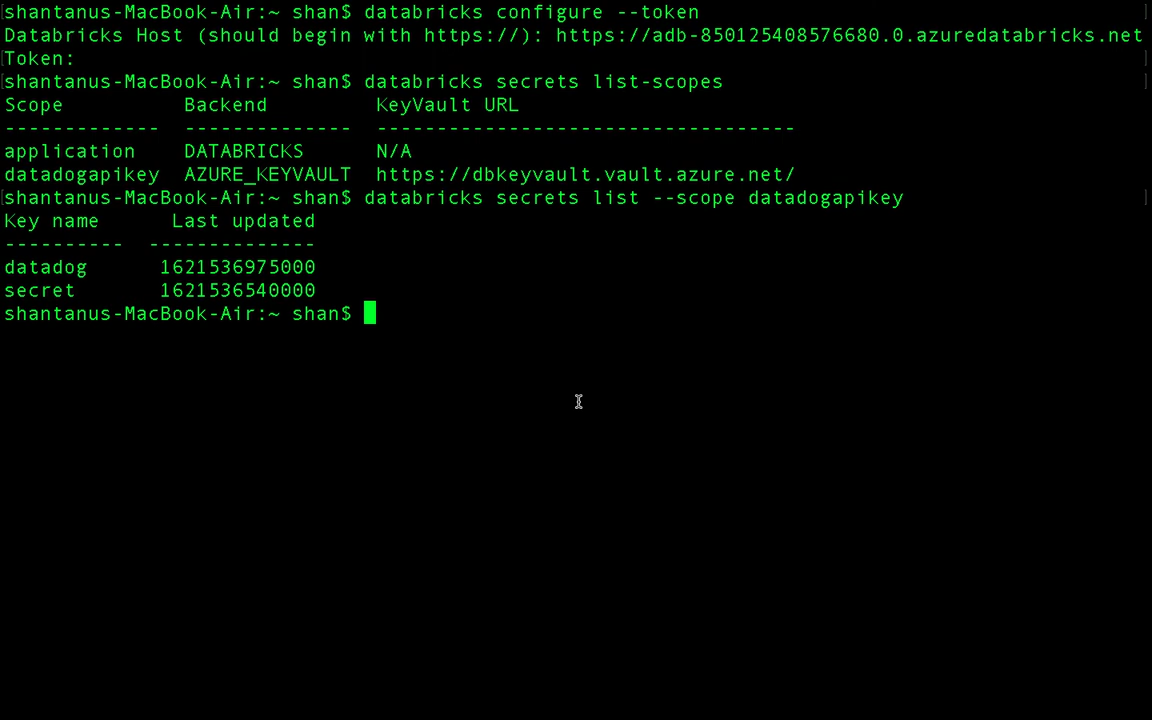 shantanus-MacBook-Air:~ shan$ databricks configure --token
Databricks Host (should begin with https://): https://adb-850125408576680.0.azuredatabricks.net
Token:
shantanus-MacBook-Air:~ shan$ databricks secrets list-scopes
Scope          Backend         KeyVault URL
-------------  --------------  -----------------------------------
application    DATABRICKS      N/A
datadogapikey  AZURE_KEYVAULT  https://dbkeyvault.vault.azure.net/
shantanus-MacBook-Air:~ shan$ databricks secrets list --scope datadogapikey
Key name      Last updated
----------  --------------
datadog      1621536975000
secret       1621536540000
shantanus-MacBook-Air:~ shan$